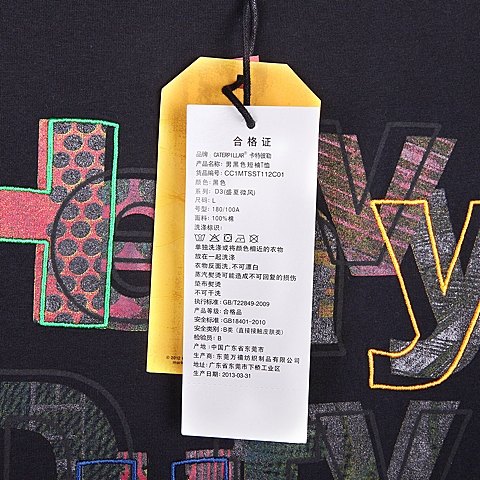 合格证
品牌: CATERPILLAR® 卡特彼勒
产品名称: 男黑色短袖T恤
货品编号: CC1MTSST112C01
颜色: 黑色
系列: D3(盛夏微风)
尺码: L
号型: 180/100A
面料: 100%棉
洗涤标识:
单独洗涤或将颜色相近的衣物
放在一起洗涤
衣物反面洗,不可漂白
蒸汽熨烫可能造成不可回复的损伤
垫布熨烫
不可干洗
执行标准: GB/T22849-2009
产品等级: 合格品
安全标准: GB18401-2010
安全类别: B类 (直接接触皮肤类)
检验员: B
产地: 中国广东省东莞市
生产商: 东莞万禧纺织制品有限公司
地址: 广东省东莞市下桥工业区
生产日期: 2013-03-31
© 2012